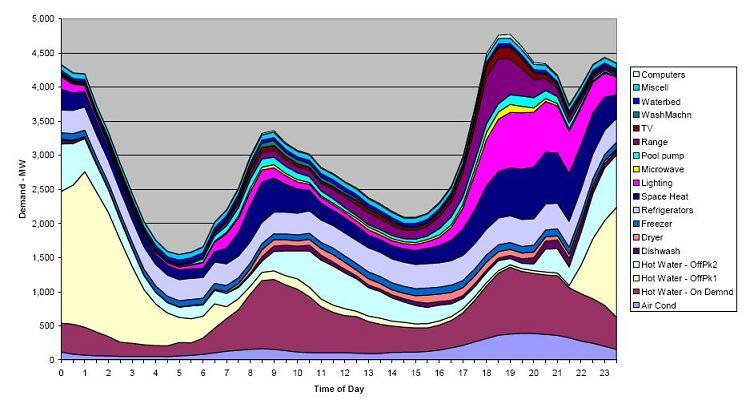 5,000
4,500
4,000
3,500
3,000
2,500
2,000
1,500
1,000
500
0
Demand - MW
0 1 2 3 4 5 6 7 8 9 10 11 12 13 14 15 16 17 18 19 20 21 22 23
Time of Day
Computers
Miscell
Waterbed
WashMachn
TV
Range
Pool pump
Microwave
Lighting
Space Heat
Refrigerators
Freezer
Dryer
Dishwash
Hot Water - OffPk2
Hot Water - OffPk1
Hot Water - On Demnd
Air Cond